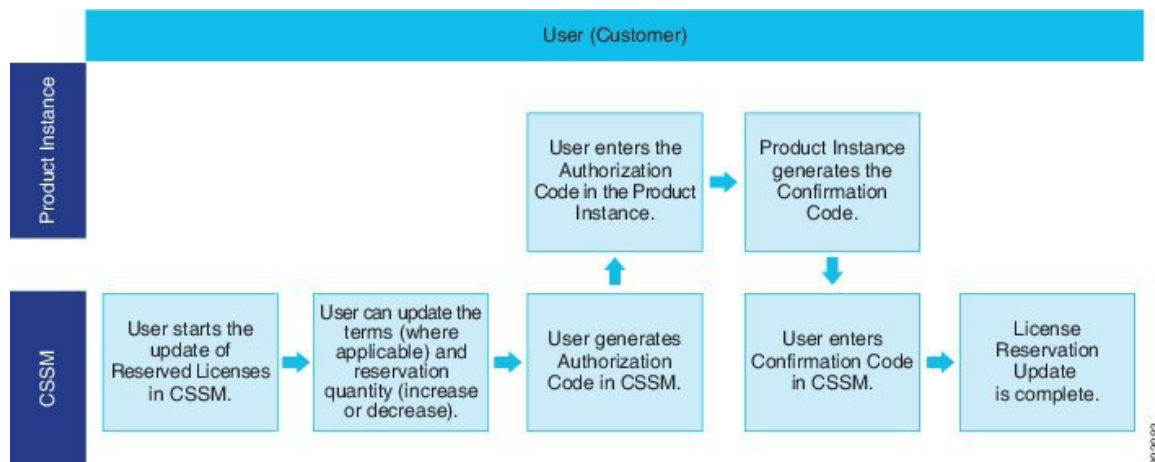 User (Customer)
Product Instance
User enters the
Authorization
Code in the Product
Instance.
Product Instance
generates the
Confirmation
Code.
CSSM
User starts the
update of
Reserved Licenses
in CSSM.
User can update the
terms (where
applicable) and
reservation
quantity (increase
or decrease).
User generates
Authorization
Code in CSSM.
User enters
Confirmation Code
in CSSM.
License
Reservation
Update
is complete.